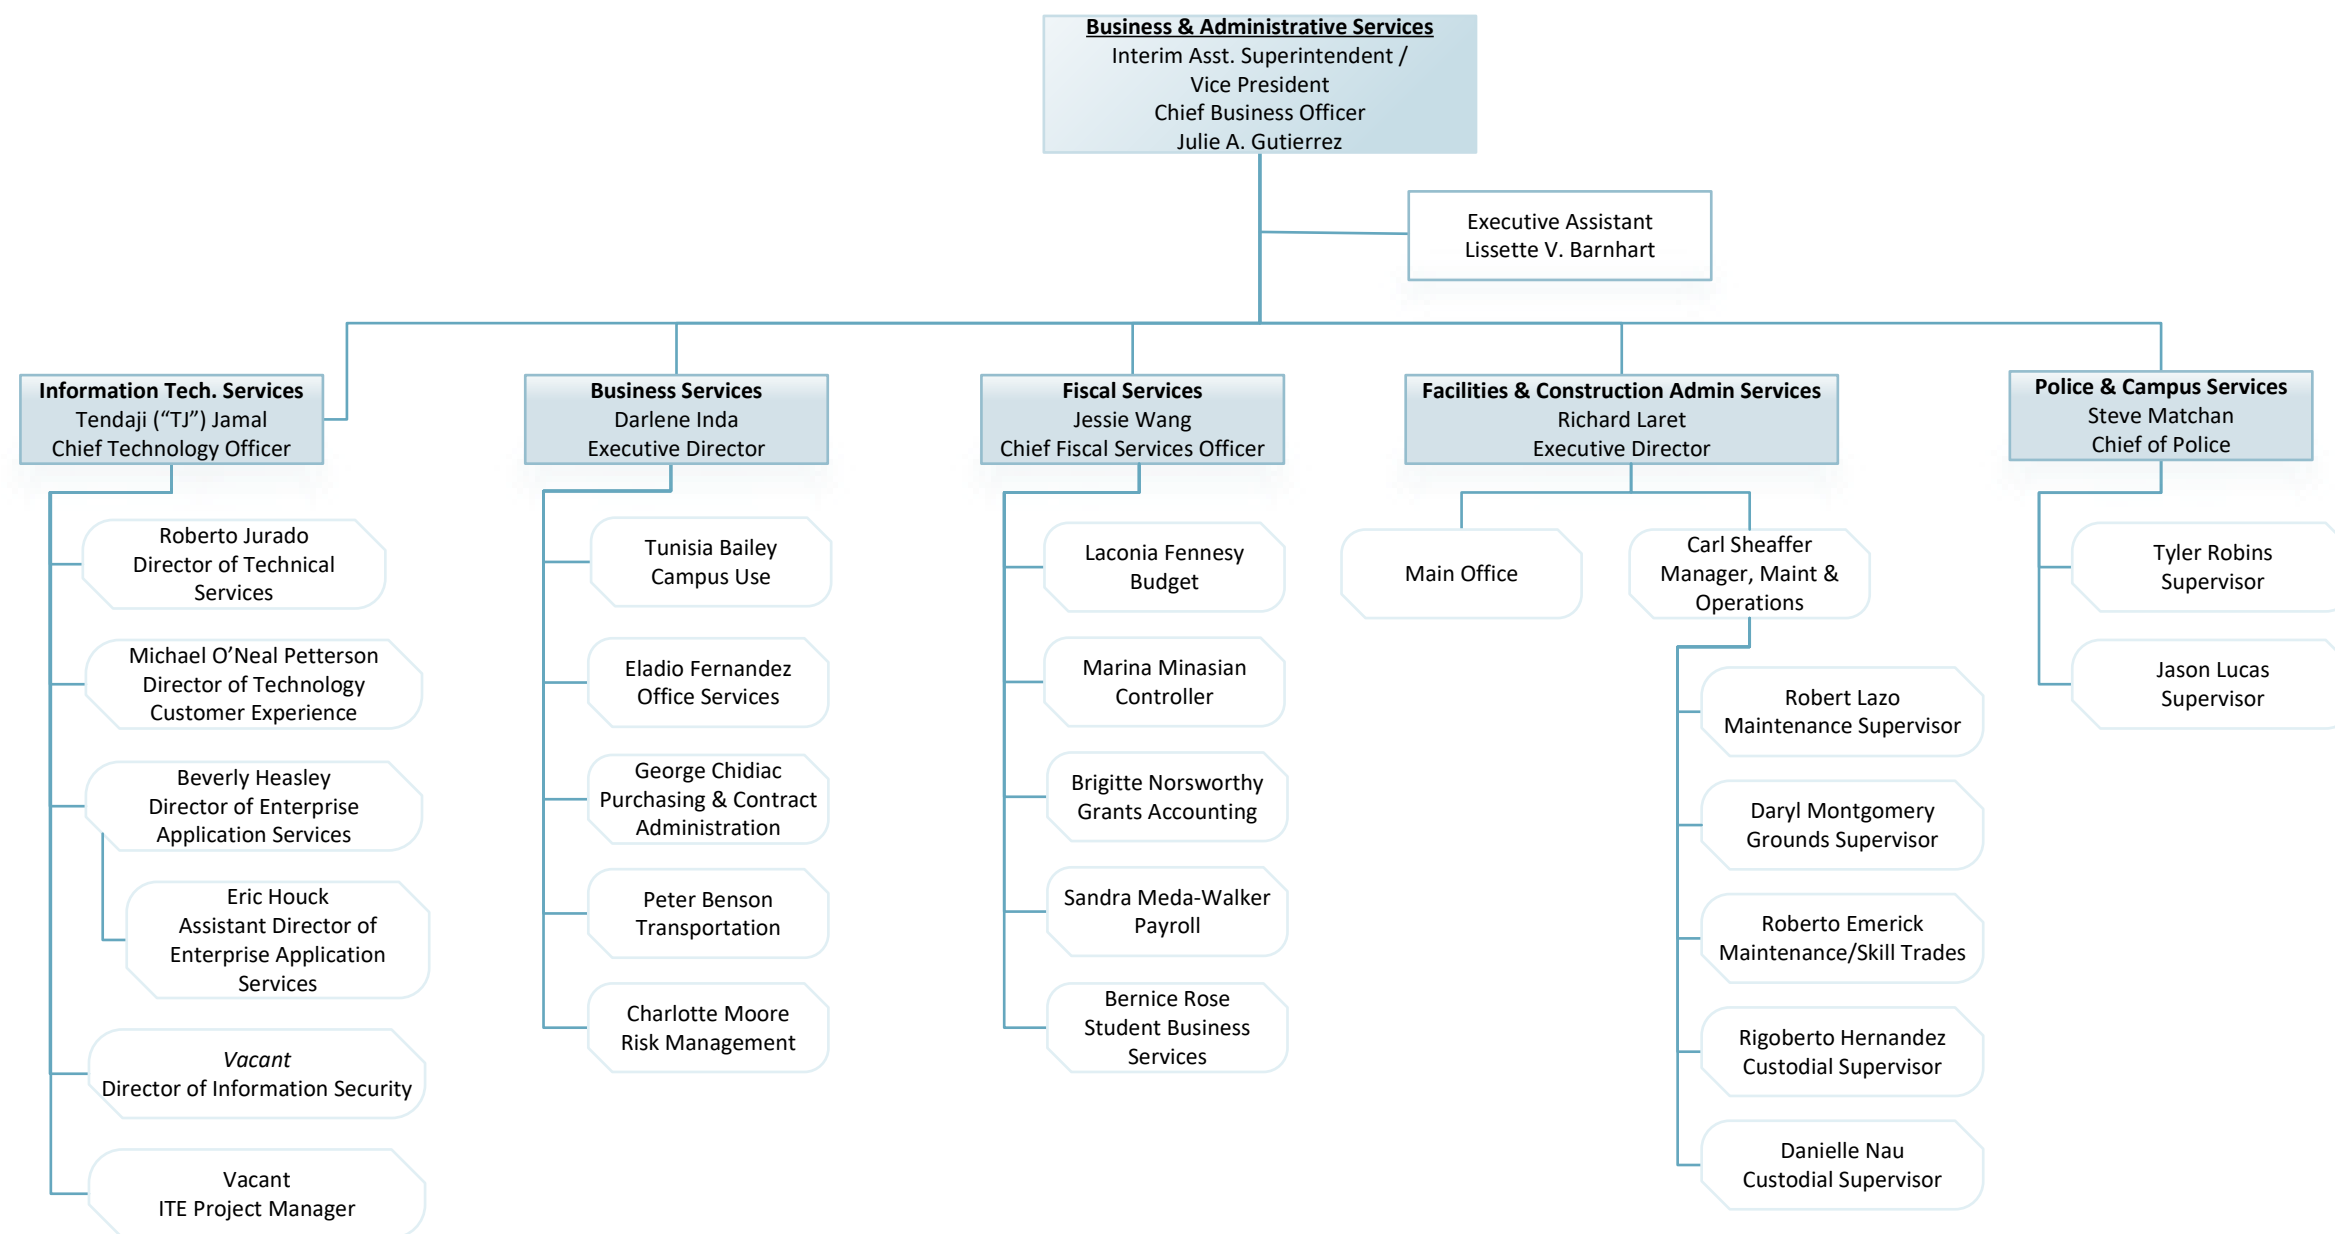 Business & Administrative Services
Interim Asst. Superintendent /
Vice President
Chief Business Officer
Julie A. Gutierrez
Executive Assistant
Lissette V. Barnhart
Information Tech. Services
Tendaji (“TJ”) Jamal
Chief Technology Officer
Roberto Jurado
Director of Technical
Services
Michael O’Neal Petterson
Director of Technology
Customer Experience
Beverly Heasley
Director of Enterprise
Application Services
Eric Houck
Assistant Director of
Enterprise Application
Services
Vacant
Director of Information Security
Vacant
ITE Project Manager
Business Services
Darlene Inda
Executive Director
Tunisia Bailey
Campus Use
Eladio Fernandez
Office Services
George Chidiac
Purchasing & Contract
Administration
Peter Benson
Transportation
Charlotte Moore
Risk Management
Fiscal Services
Jessie Wang
Chief Fiscal Services Officer
Laconia Fennesy
Budget
Marina Minasian
Controller
Brigitte Norsworthy
Grants Accounting
Sandra Meda-Walker
Payroll
Bernice Rose
Student Business
Services
Facilities & Construction Admin Services
Richard Laret
Executive Director
Main Office
Carl Sheaffer
Manager, Maint &
Operations
Robert Lazo
Maintenance Supervisor
Daryl Montgomery
Grounds Supervisor
Roberto Emerick
Maintenance/Skill Trades
Rigoberto Hernandez
Custodial Supervisor
Danielle Nau
Custodial Supervisor
Police & Campus Services
Steve Matchan
Chief of Police
Tyler Robins
Supervisor
Jason Lucas
Supervisor